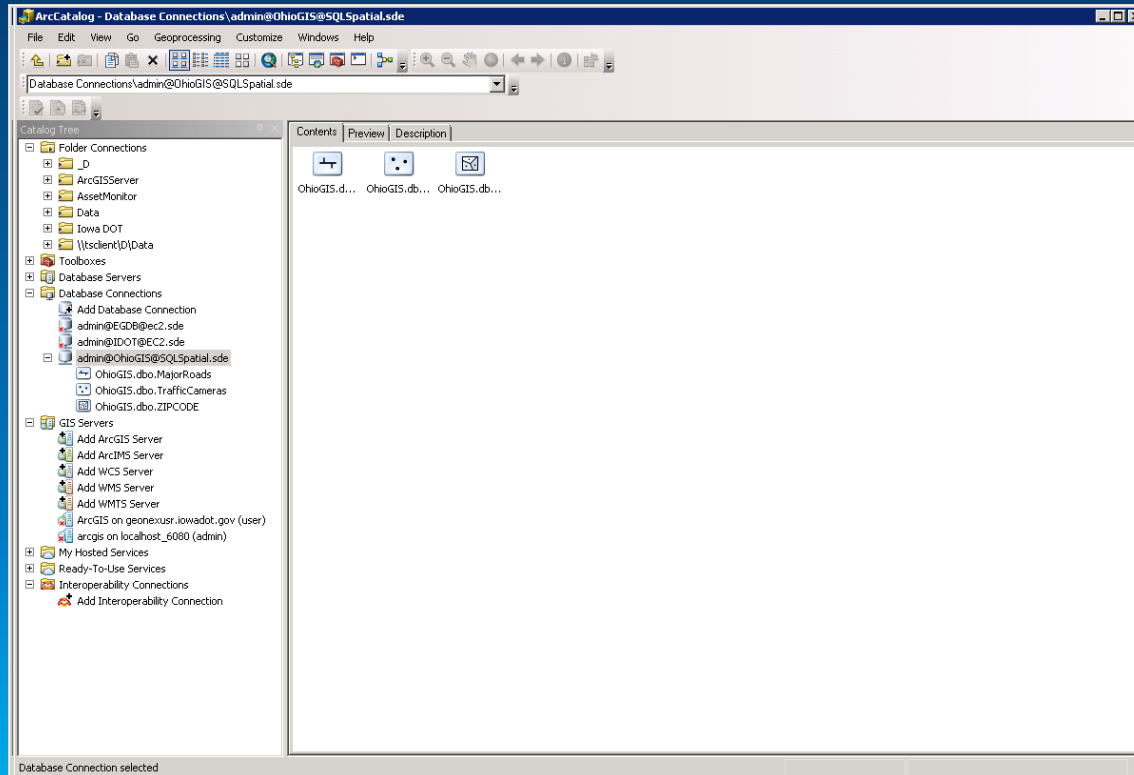 ArcCatalog - Database Connections\admin@OhioGIS@SQLSpatial.sde
File Edit View Go Geoprocessing Customize Windows Help
Database Connections\admin@OhioGIS@SQLSpatial.sde
Catalog Tree
Contents Preview Description
Folder Connections
_D
ArcGISServer
AssetMonitor
Data
Iowa DOT
\\tsclient\D\Data
Toolboxes
Database Servers
Database Connections
Add Database Connection
admin@EGDB@ec2.sde
admin@IDOT@EC2.sde
admin@OhioGIS@SQLSpatial.sde
OhioGIS.dbo.MajorRoads
OhioGIS.dbo.TrafficCameras
OhioGIS.dbo.ZIPCODE
GIS Servers
Add ArcGIS Server
Add ArcIMS Server
Add WCS Server
Add WMS Server
Add WMTS Server
ArcGIS on geonexusr.iowadot.gov (user)
arcgis on localhost_6080 (admin)
My Hosted Services
Ready-To-Use Services
Interoperability Connections
Add Interoperability Connection
OhioGIS.d... OhioGIS.db... OhioGIS.db...
Database Connection selected